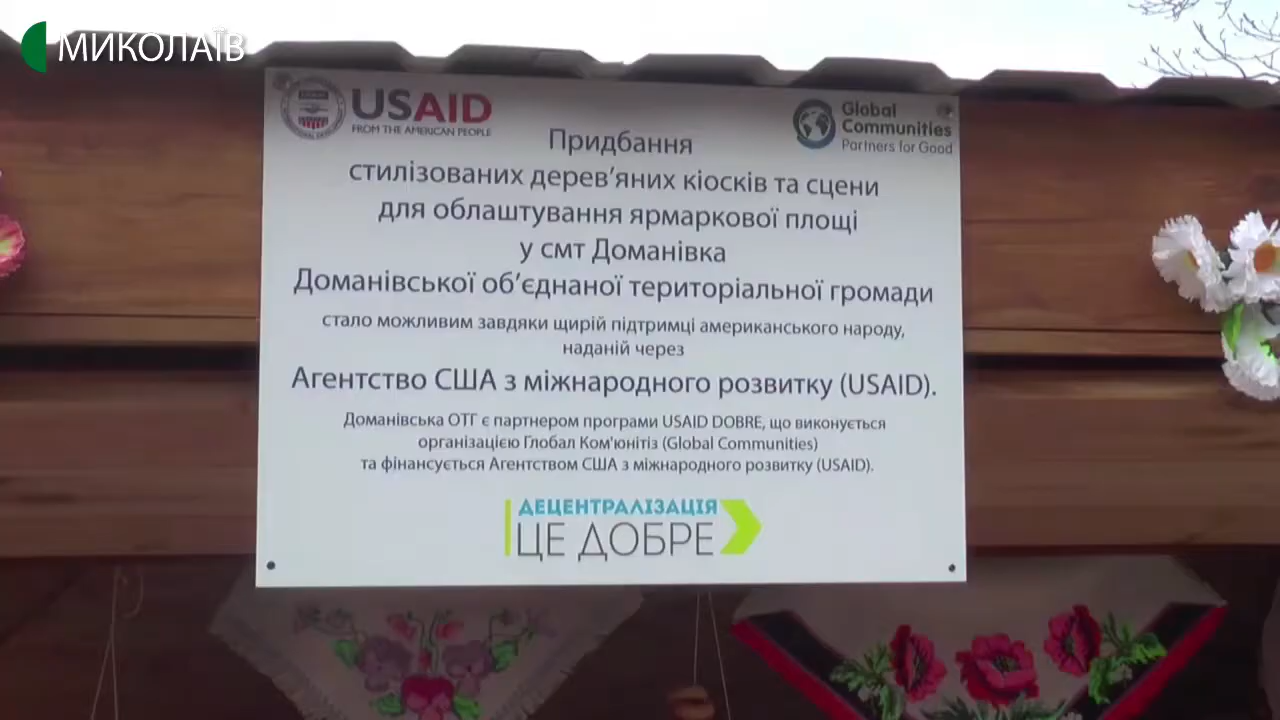 МИКОЛАЇВ
USAID
FROM THE AMERICAN PEOPLE
Global
Communities
Partners for Good
Придбання
стилізованих дерев’яних кіосків та сцени
для облаштування ярмаркової площі
у смт Доманівка
Доманівської об’єднаної територіальної громади
стало можливим завдяки щирій підтримці американського народу,
наданій через
Агентство США з міжнародного розвитку (USAID).
Доманівська ОТГ є партнером програми USAID DOBRE, що виконується
організацією Глобал Ком'юнітіз (Global Communities)
та фінансується Агентством США з міжнародного розвитку (USAID).
ДЕЦЕНТРАЛІЗАЦІЯ
ЦЕ ДОБРЕ